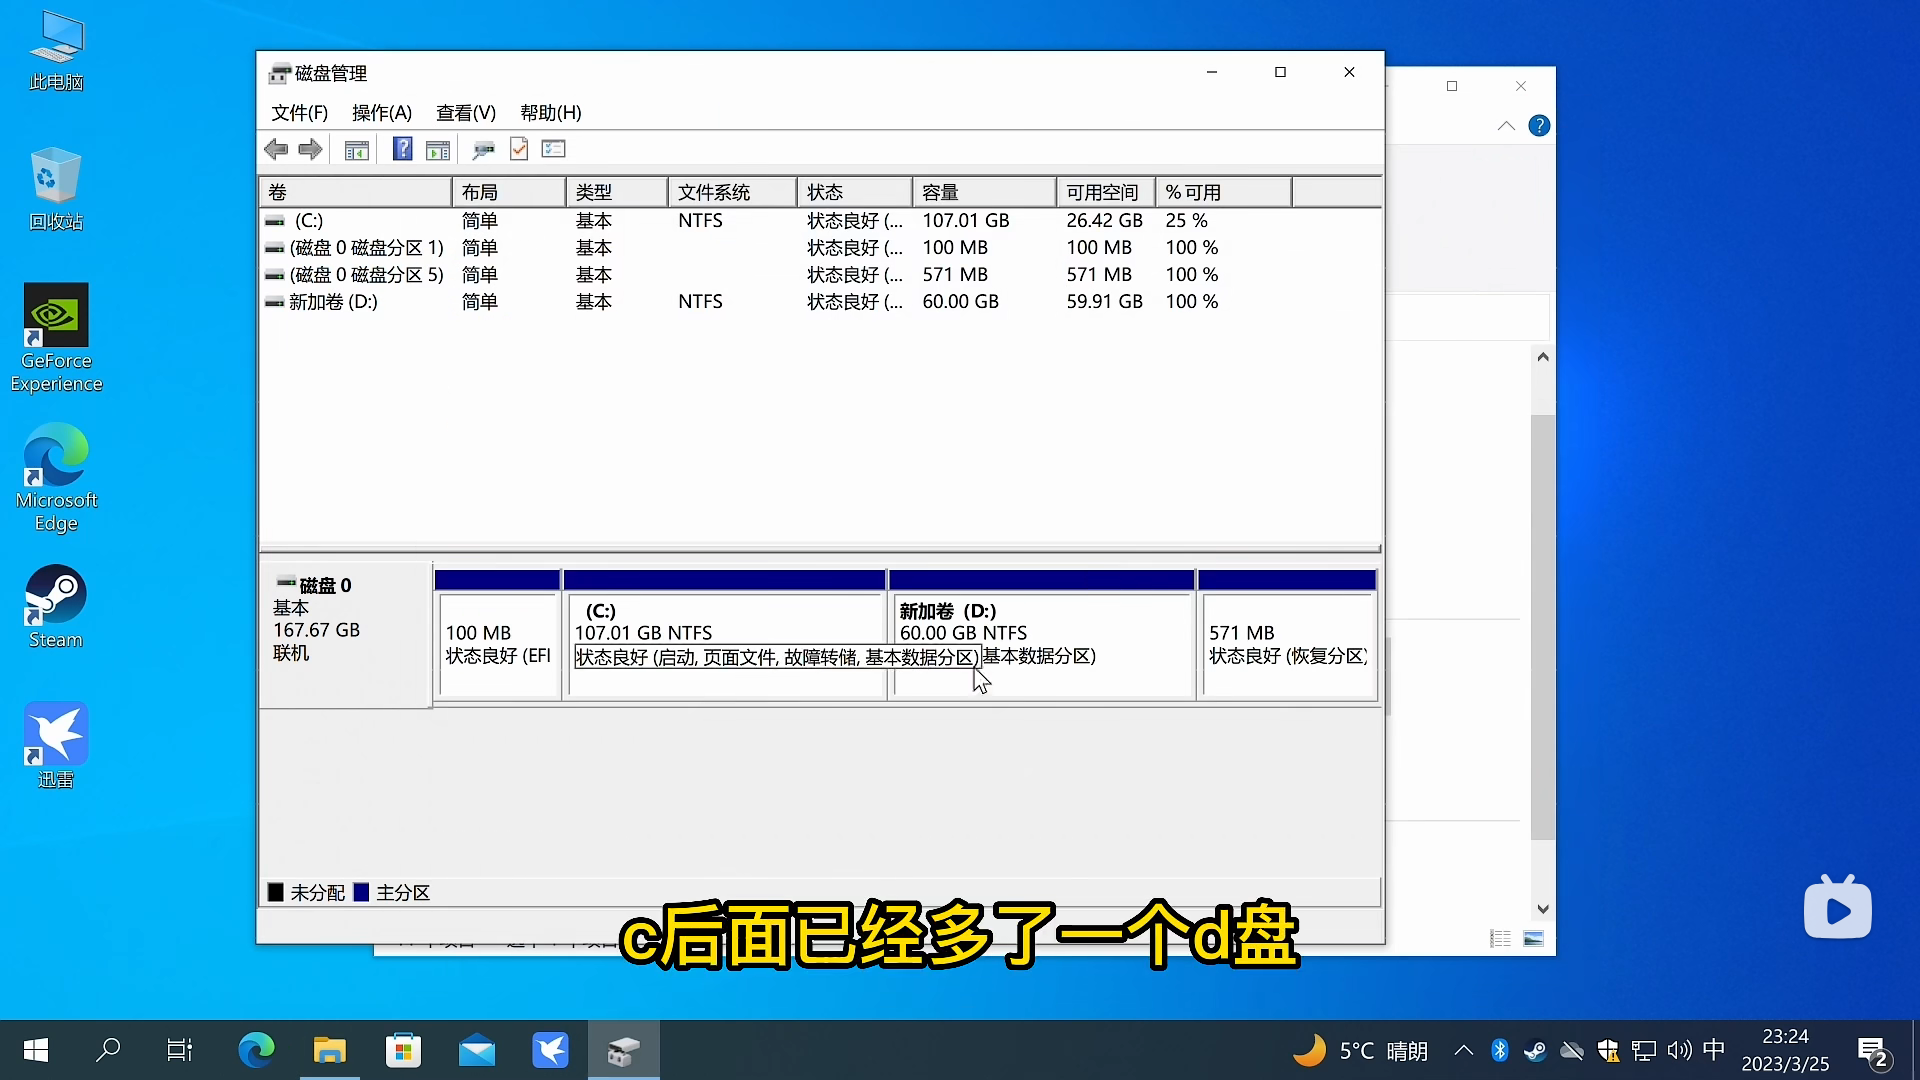 此电脑
回收站
GeForce
Experience
Microsoft
Edge
Steam
迅雷
磁盘管理
文件(F) 操作(A) 查看(V) 帮助(H)
卷 布局 类型 文件系统 状态 容量 可用空间 % 可用
(C:) 简单 基本 NTFS 状态良好 (... 107.01 GB 26.42 GB 25 %
(磁盘 0 磁盘分区 1) 简单 基本 状态良好 (... 100 MB 100 MB 100 %
(磁盘 0 磁盘分区 5) 简单 基本 状态良好 (... 571 MB 571 MB 100 %
新加卷 (D:) 简单 基本 NTFS 状态良好 (... 60.00 GB 59.91 GB 100 %
磁盘 0
基本
167.67 GB
联机
100 MB
状态良好 (EFI
(C:)
107.01 GB NTFS
状态良好 (启动, 页面文件, 故障转储, 基本数据分区)
新加卷 (D:)
60.00 GB NTFS
基本数据分区)
571 MB
状态良好 (恢复分区)
未分配 主分区
c后面已经多了一个d盘
5°C 晴朗
中
23:24
2023/3/25
2